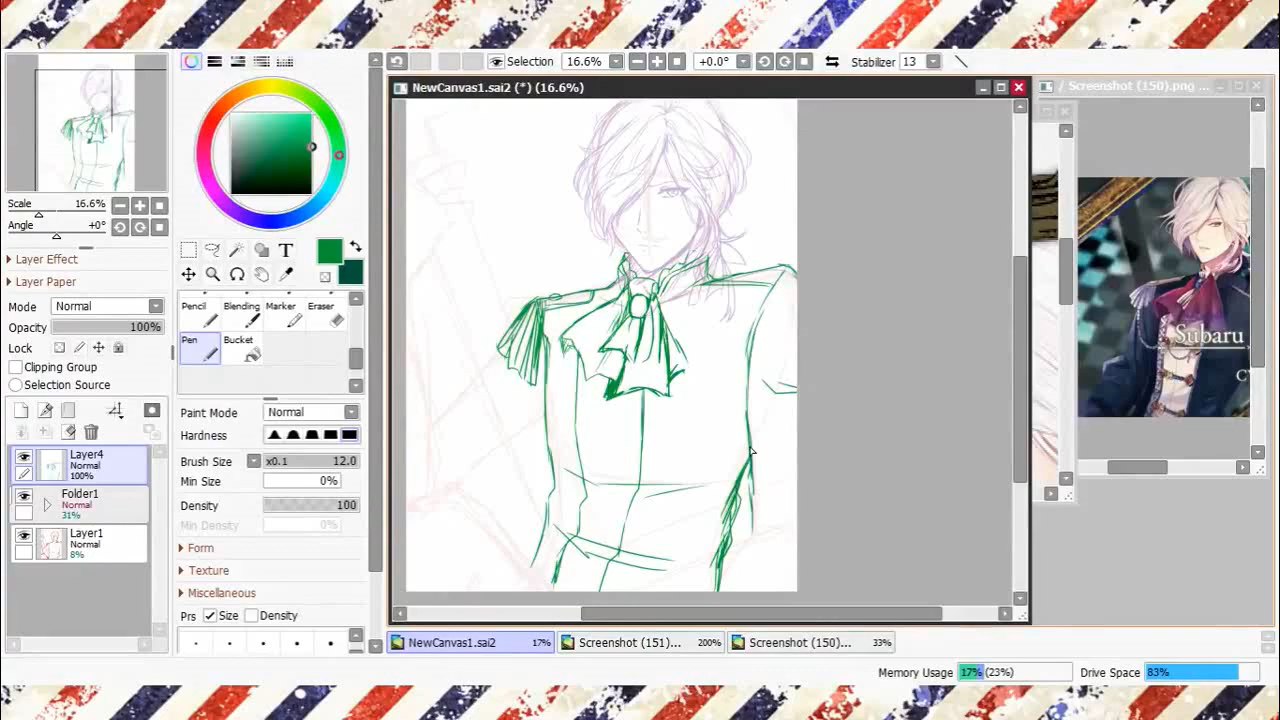 Selection 16.6% +0.0° Stabilizer 13
NewCanvas1.sai2 (*) (16.6%)
/ Screenshot (150).png ...
Scale 16.6%
Angle +0°
Layer Effect
Layer Paper
Mode Normal
Opacity 100%
Lock
Clipping Group
Selection Source
Layer4
Normal
100%
Folder1
Normal
31%
Layer1
Normal
8%
T
Pencil Blending Marker Eraser
Pen Bucket
Paint Mode Normal
Hardness
Brush Size x0.1 12.0
Min Size 0%
Density 100
Min Density 0%
Form
Texture
Miscellaneous
Prs Size Density
Subaru
NewCanvas1.sai2 17% Screenshot (151)... 200% Screenshot (150)... 33%
Memory Usage 17% (23%) Drive Space 83%